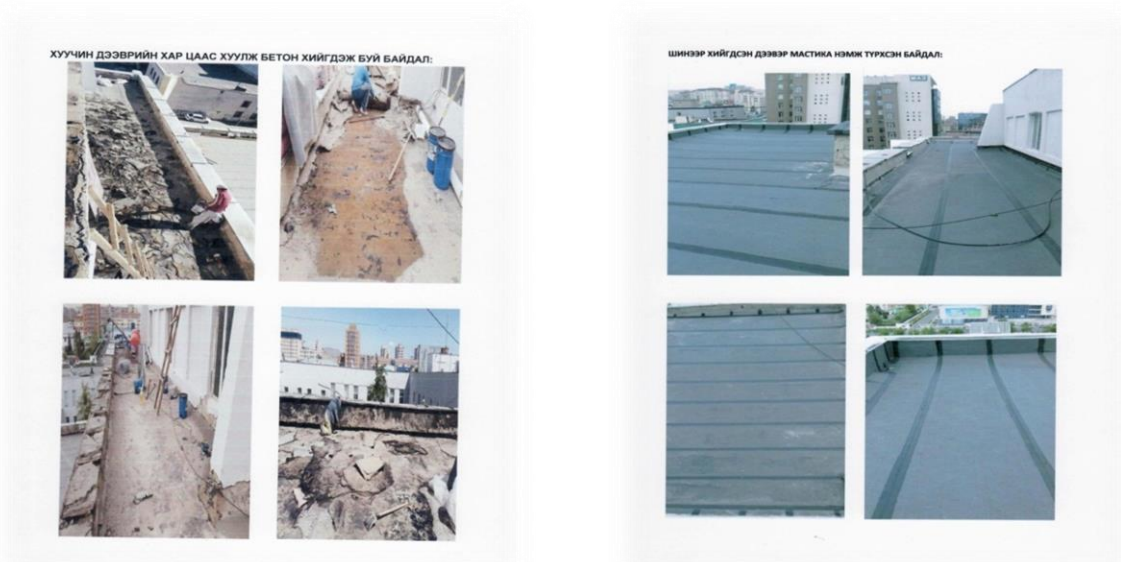 ХУУЧИН ДЭЭВРИЙН ХАР ЦААС ХУУЛЖ БЕТОН ХИЙГДЭЖ БУЙ БАЙДАЛ:
ШИНЭЭР ХИЙГДСЭН ДЭЭВЭР МАСТИКА НЭМЖ ТҮРХСЭН БАЙДАЛ: